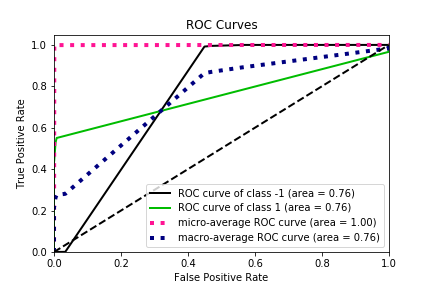 ROC Curves
True Positive Rate
1.0
0.8
0.6
0.4
0.2
0.0
ROC curve of class -1 (area = 0.76)
ROC curve of class 1 (area = 0.76)
micro-average ROC curve (area = 1.00)
macro-average ROC curve (area = 0.76)
0.0 0.2 0.4 0.6 0.8 1.0
False Positive Rate